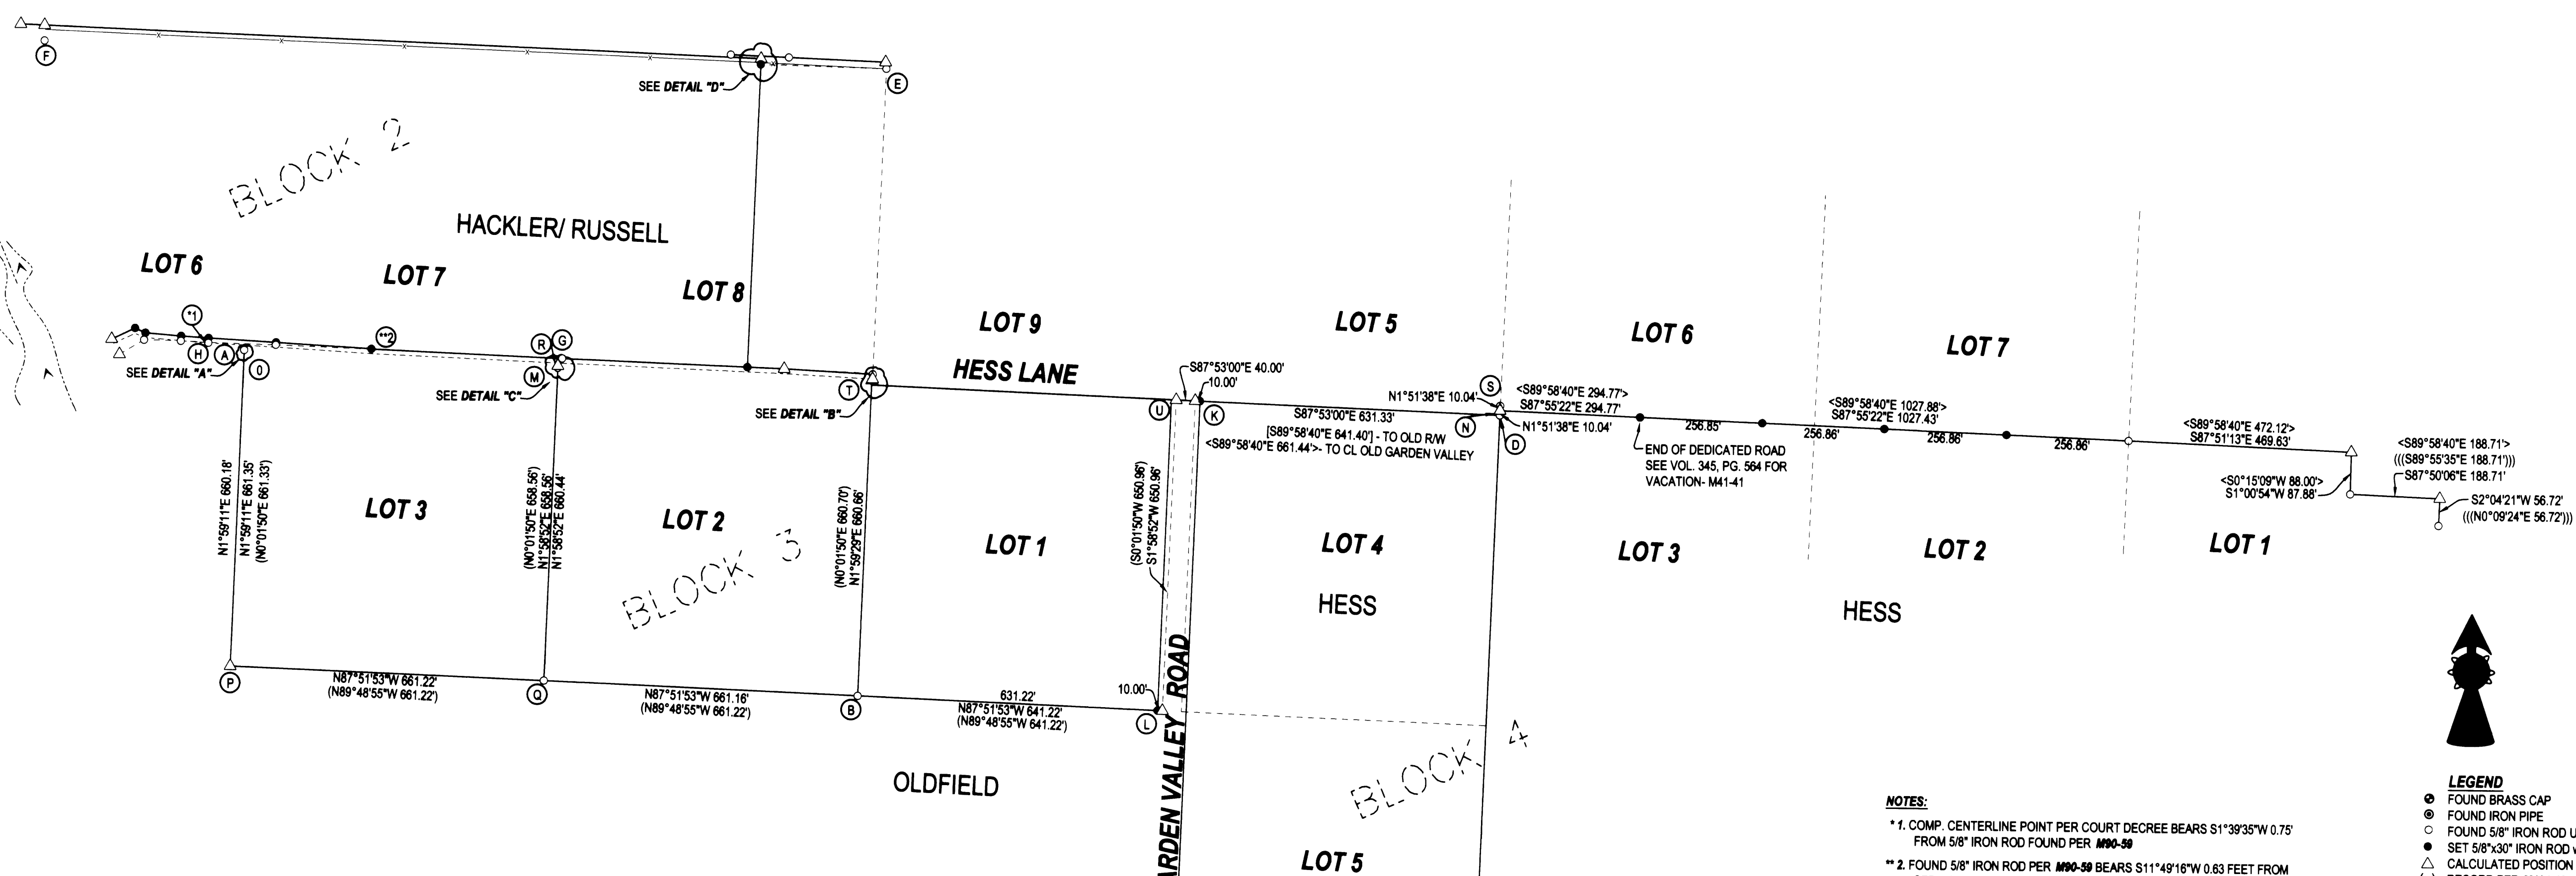 F
SEE DETAIL "D"
E
BLOCK 2
HACKLER/ RUSSELL
LOT 6
LOT 7
LOT 8
LOT 9
LOT 5
LOT 6
LOT 7
*1
**2
H
A
O
SEE DETAIL "A"
R
G
M
SEE DETAIL "C"
T
SEE DETAIL "B"
HESS LANE
S87°53'00"E 40.00'
10.00'
U
K
S87°53'00"E 631.33'
[S89°58'40"E 641.40'] - TO OLD R/W
<S89°58'40"E 661.44'>- TO CL OLD GARDEN VALLEY
N1°51'38"E 10.04'
S
N
D
N1°51'38"E 10.04'
<S89°58'40"E 294.77'>
S87°55'22"E 294.77'
256.85'
END OF DEDICATED ROAD
SEE VOL. 345, PG. 564 FOR
VACATION- M41-41
<S89°58'40"E 1027.88'>
S87°55'22"E 1027.43'
256.86'
256.86'
256.86'
<S89°58'40"E 472.12'>
S87°51'13"E 469.63'
<S89°58'40"E 188.71'>
(((S89°55'35"E 188.71')))
S87°50'06"E 188.71'
<S0°15'09"W 88.00'>
S1°00'54"W 87.88'
S2°04'21"W 56.72'
(((N0°09'24"E 56.72')))
N1°59'11"E 660.18'
N1°59'11"E 661.35'
(N0°01'50"E 661.33')
LOT 3
(N0°01'50"E 658.56')
N1°58'52"E 658.56'
N1°58'52"E 660.44'
LOT 2
BLOCK 3
(N0°01'50"E 660.70')
N1°59'29"E 660.66'
LOT 1
(S0°01'50"W 650.96')
S1°58'52"W 650.96'
LOT 4
HESS
LOT 3
LOT 2
LOT 1
HESS
P
N87°51'53"W 661.22'
(N89°48'55"W 661.22')
Q
N87°51'53"W 661.16'
(N89°48'55"W 661.22')
B
631.22'
N87°51'53"W 641.22'
(N89°48'55"W 641.22')
10.00'
L
ARDEN VALLEY ROAD
OLDFIELD
BLOCK 4
LOT 5
NOTES:
* 1. COMP. CENTERLINE POINT PER COURT DECREE BEARS S1°39'35"W 0.75'
FROM 5/8" IRON ROD FOUND PER M90-59
** 2. FOUND 5/8" IRON ROD PER M90-59 BEARS S11°49'16"W 0.63 FEET FROM
LEGEND
FOUND BRASS CAP
FOUND IRON PIPE
FOUND 5/8" IRON ROD U
SET 5/8"x30" IRON ROD
CALCULATED POSITION